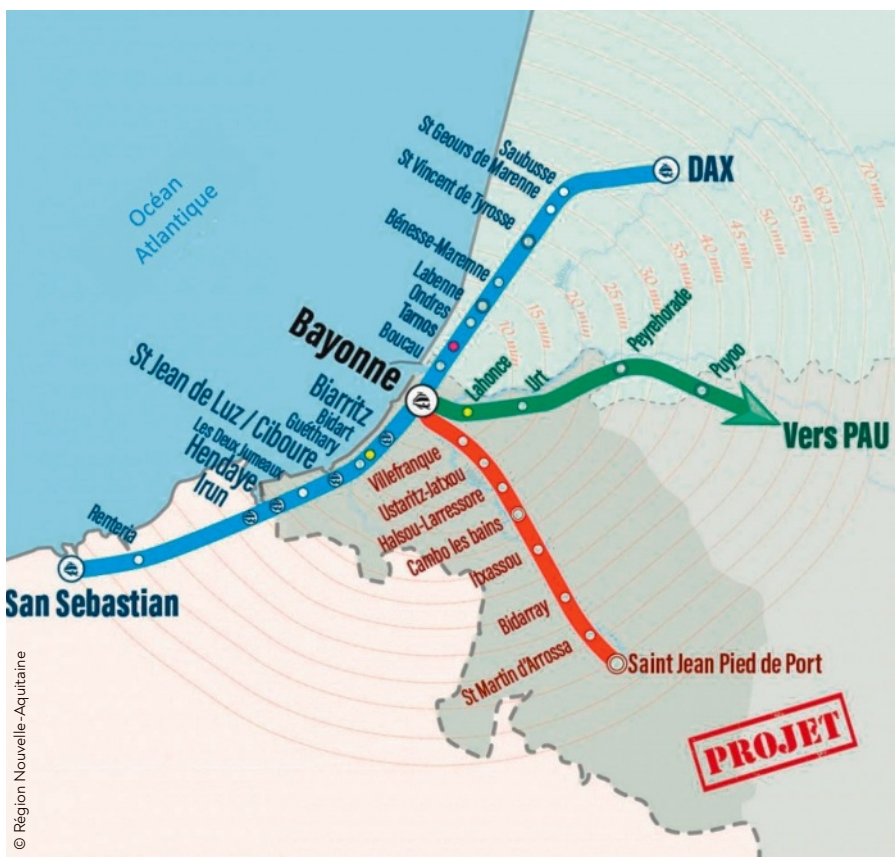 Océan
Atlantique
Saubusse
St Geours de Marenne
St Vincent de Tyrosse
DAX
Bénesse-Maremne
Labenne
Ondres
Tarnos
Boucau
Bayonne
10 min
15 min
20 min
25 min
30 min
35 min
40 min
45 min
50 min
55 min
60 min
70 min
Lahonce
Urt
Peyrehorade
Puyoo
Vers PAU
Biarritz
Bidart
Guéthary
St Jean de Luz / Ciboure
Les Deux Jumeaux
Hendaye
Irun
Renteria
San Sebastian
Villefranque
Ustaritz-Jatxou
Halsou-Larressore
Cambo les bains
Itxassou
Bidarray
St Martin d'Arrossa
Saint Jean Pied de Port
PROJET
© Région Nouvelle-Aquitaine